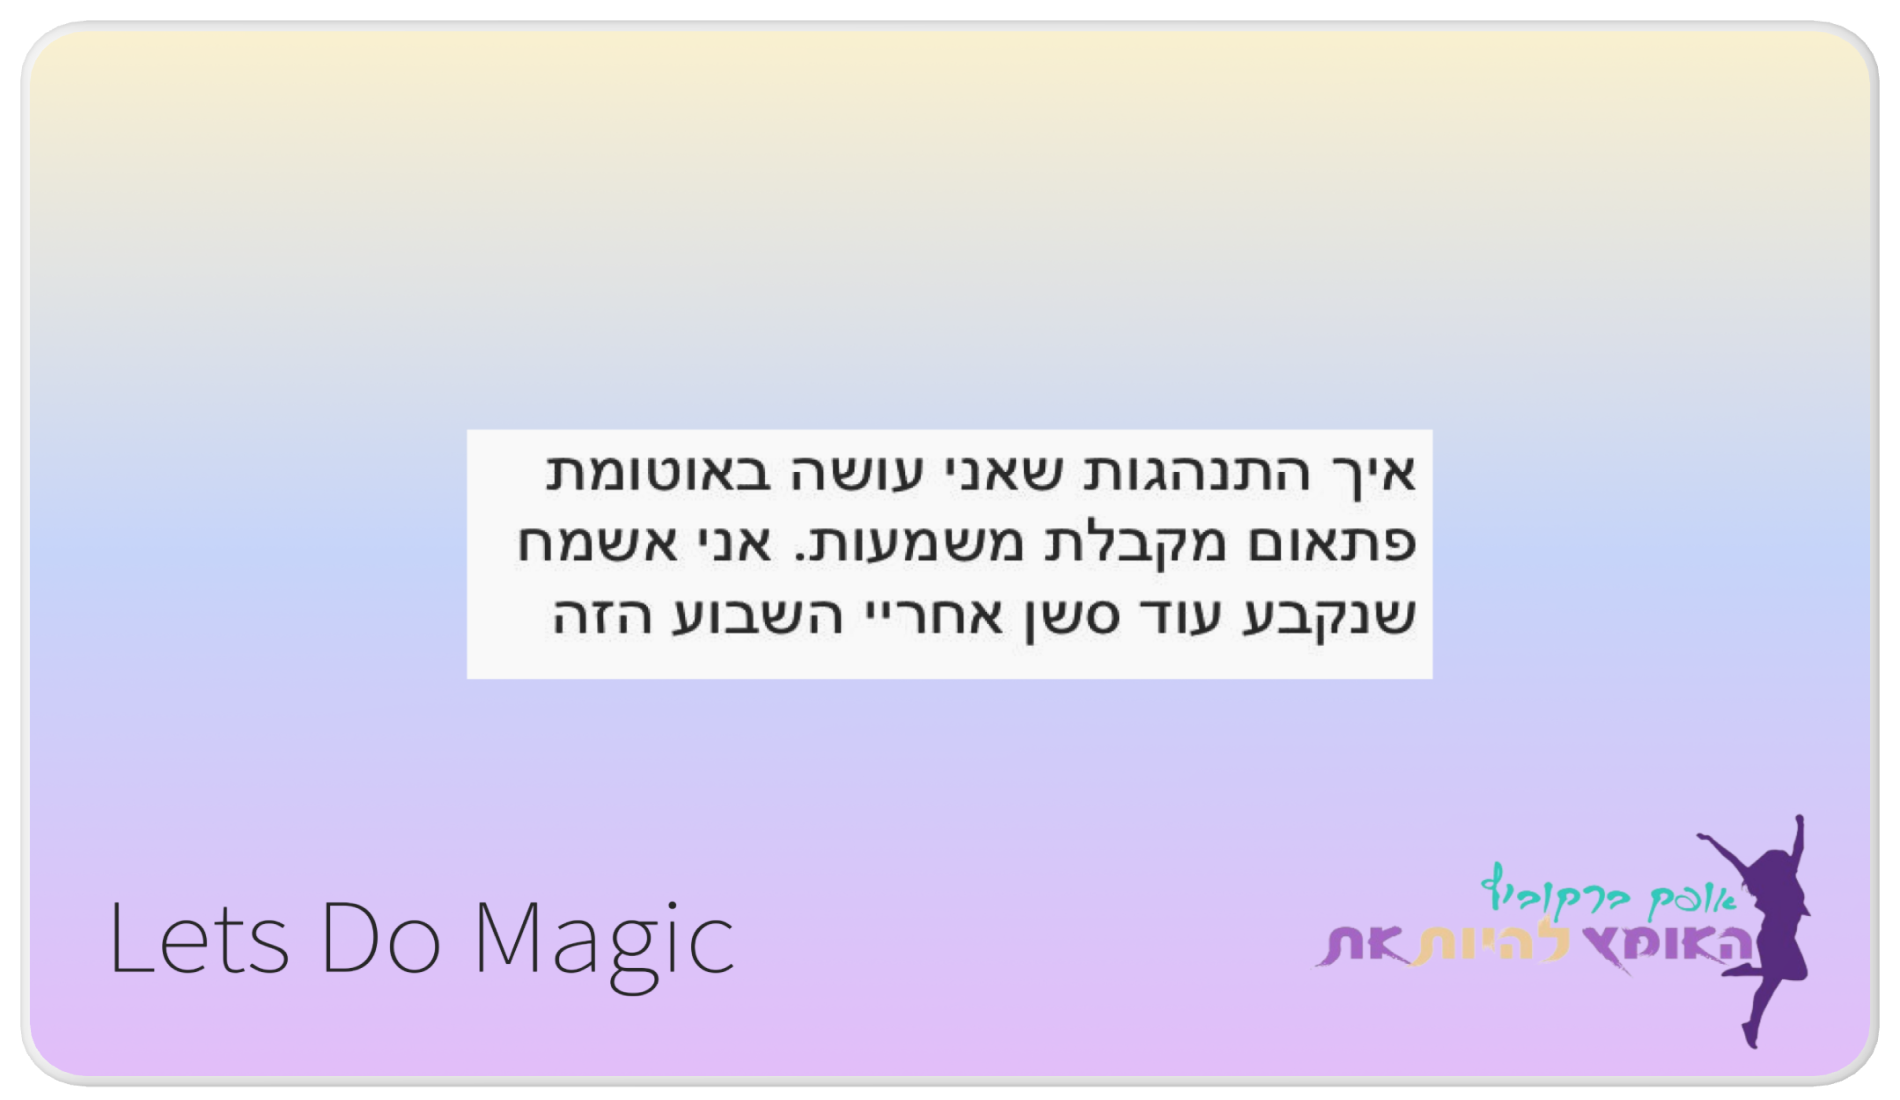 איך התנהגות שאני עושה באוטומת
פתאום מקבלת משמעות. אני אשמח
שנקבע עוד סשן אחריי השבוע הזה
אופק ברקוביץ
האומץ להיות את
Lets Do Magic